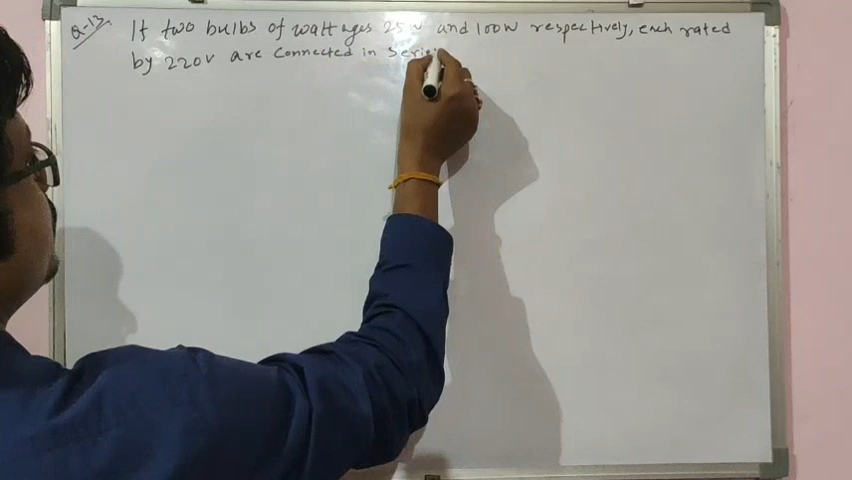 Q-13. If two bulbs of wattages 25W and 100W respectively, each rated
by 220V are connected in Series